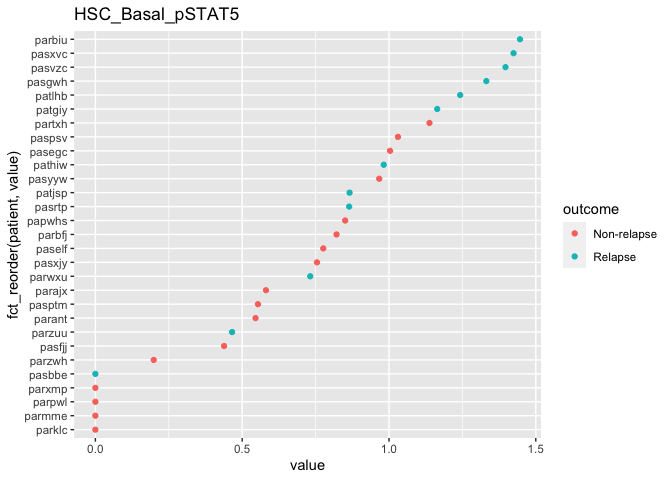 HSC_Basal_pSTAT5
fct_reorder(patient, value)
parbiu
pasxvc
pasvzc
pasgwh
patlhb
patgiy
partxh
paspsv
pasegc
pathiw
pasyyw
patjsp
pasrtp
papwhs
parbfj
paself
pasxjy
parwxu
parajx
pasptm
parant
parzuu
pasfjj
parzwh
pasbbe
parxmp
parpwl
parmme
parklc
0.0 0.5 1.0 1.5
value
outcome
Non-relapse
Relapse